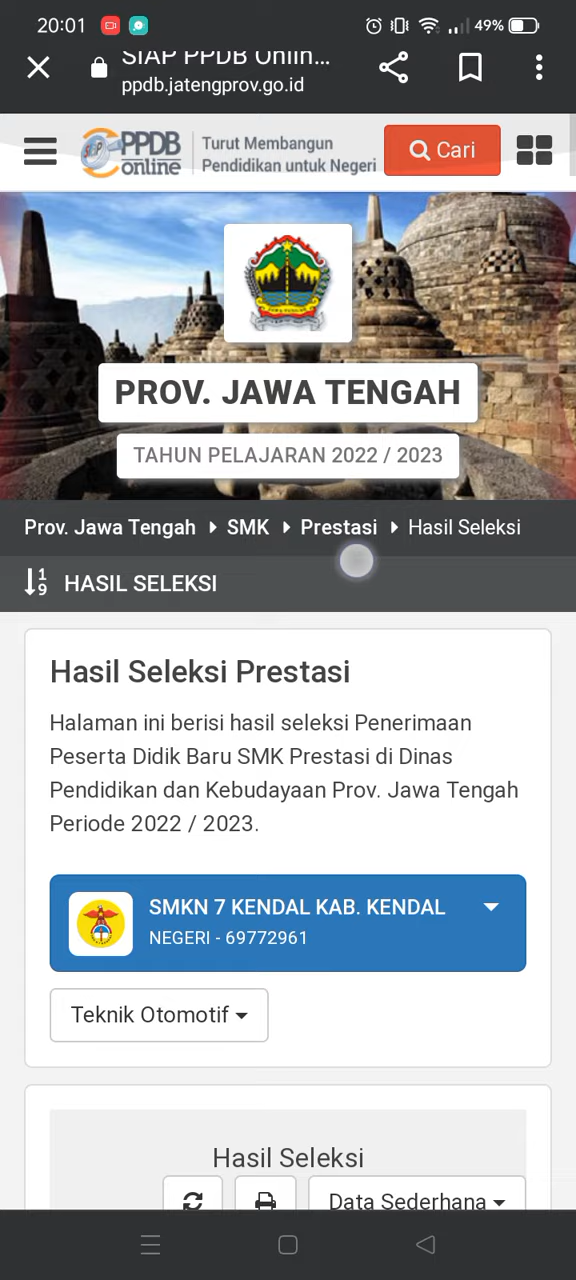 20:01
49%
SIAP PPDB Onlin...
ppdb.jatengprov.go.id
PPDB online
Turut Membangun
Pendidikan untuk Negeri
Cari
PROV. JAWA TENGAH
TAHUN PELAJARAN 2022 / 2023
Prov. Jawa Tengah SMK Prestasi Hasil Seleksi
HASIL SELEKSI
Hasil Seleksi Prestasi
Halaman ini berisi hasil seleksi Penerimaan
Peserta Didik Baru SMK Prestasi di Dinas
Pendidikan dan Kebudayaan Prov. Jawa Tengah
Periode 2022 / 2023.
SMKN 7 KENDAL KAB. KENDAL
NEGERI - 69772961
Teknik Otomotif
Hasil Seleksi
Data Sederhana